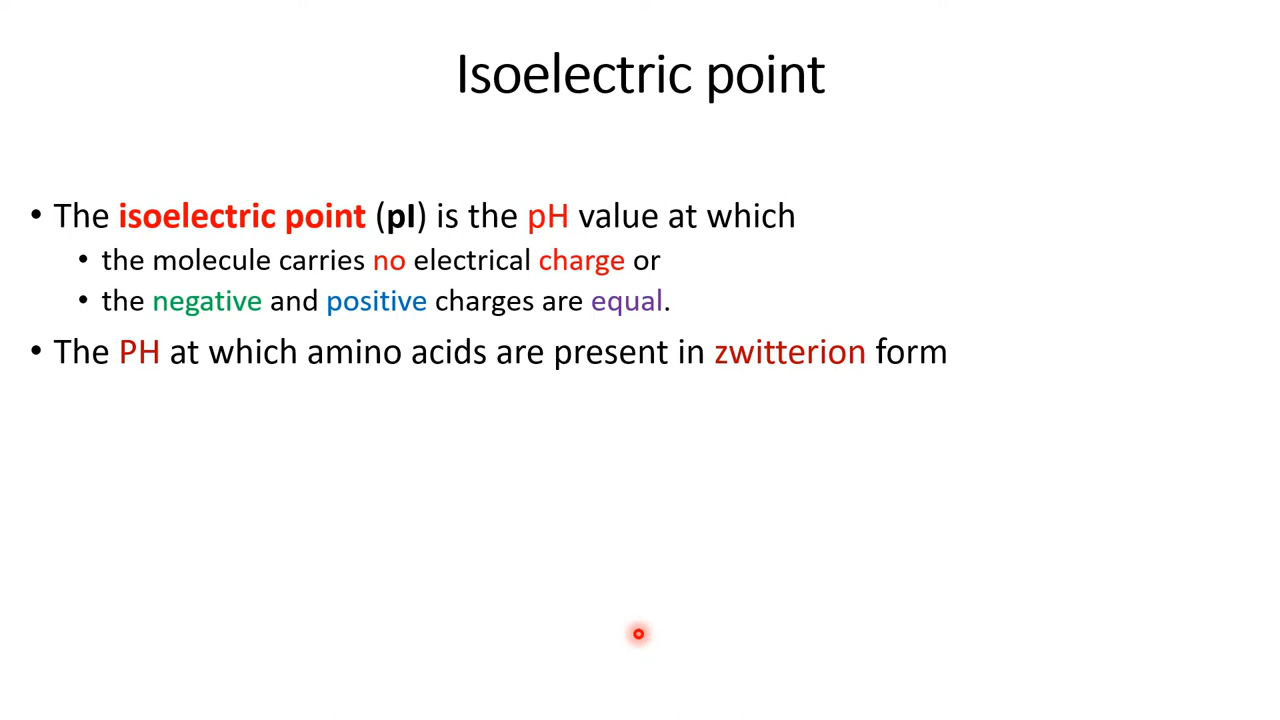 Isoelectric point
• The isoelectric point (pI) is the pH value at which
• the molecule carries no electrical charge or
• the negative and positive charges are equal.
• The PH at which amino acids are present in zwitterion form